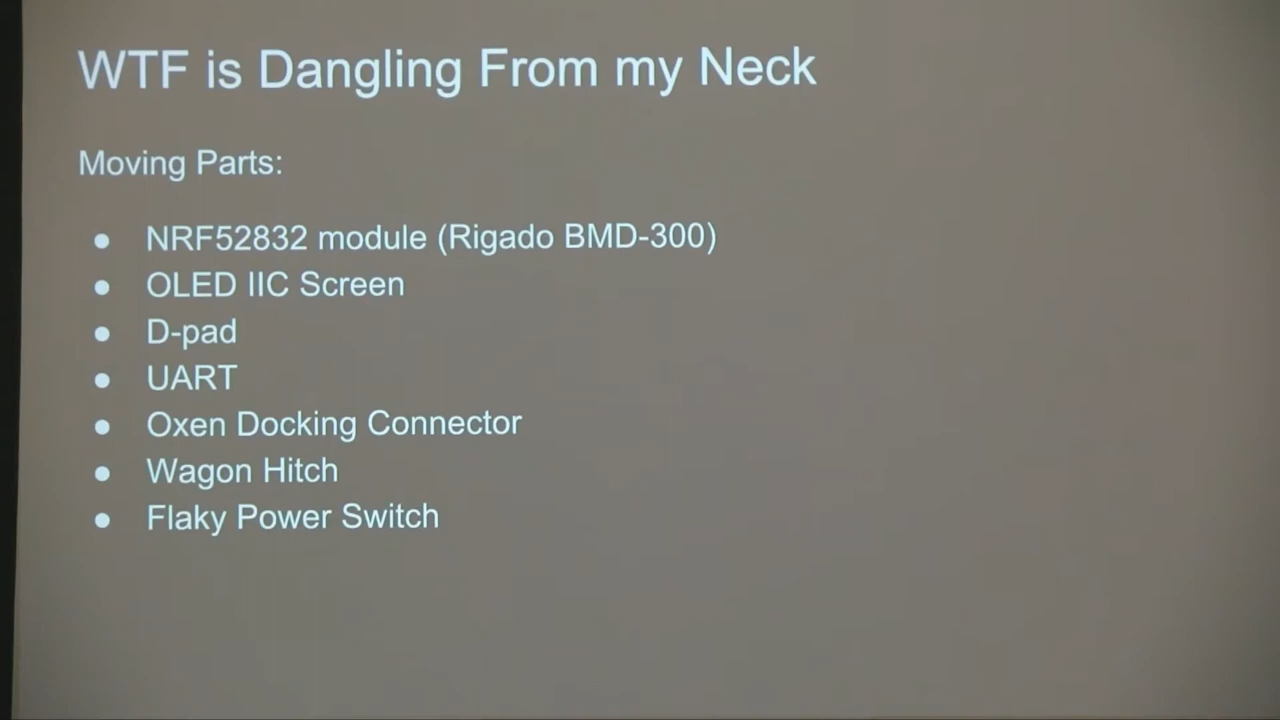 WTF is Dangling From my Neck
Moving Parts:
● NRF52832 module (Rigado BMD-300)
● OLED IIC Screen
● D-pad
● UART
● Oxen Docking Connector
● Wagon Hitch
● Flaky Power Switch